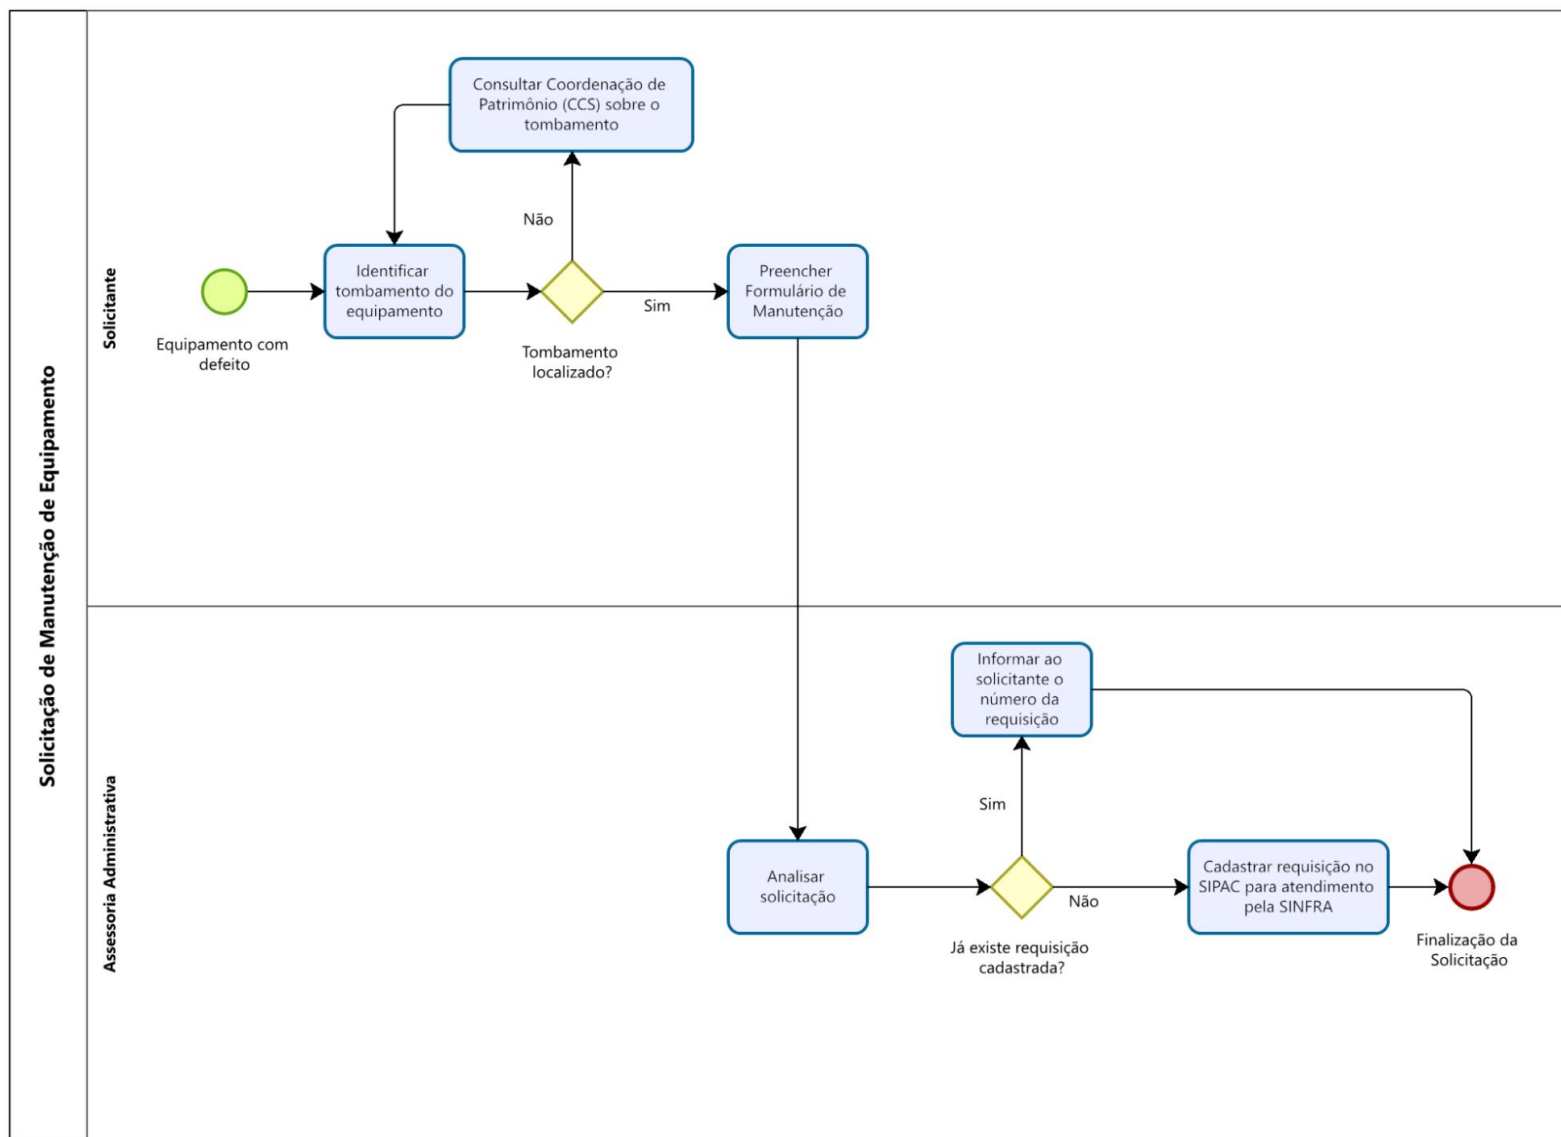 Solicitação de Manutenção de Equipamento
Solicitante
Consultar Coordenação de
Patrimônio (CCS) sobre o
tombamento
Não
Identificar
tombamento do
equipamento
Preencher
Formulário de
Manutenção
Sim
Equipamento com
defeito
Tombamento
localizado?
Assessoria Administrativa
Informar ao
solicitante o
número da
requisição
Sim
Analisar
solicitação
Cadastrar requisição no
SIPAC para atendimento
pela SINFRA
Não
Já existe requisição
cadastrada?
Finalização da
Solicitação